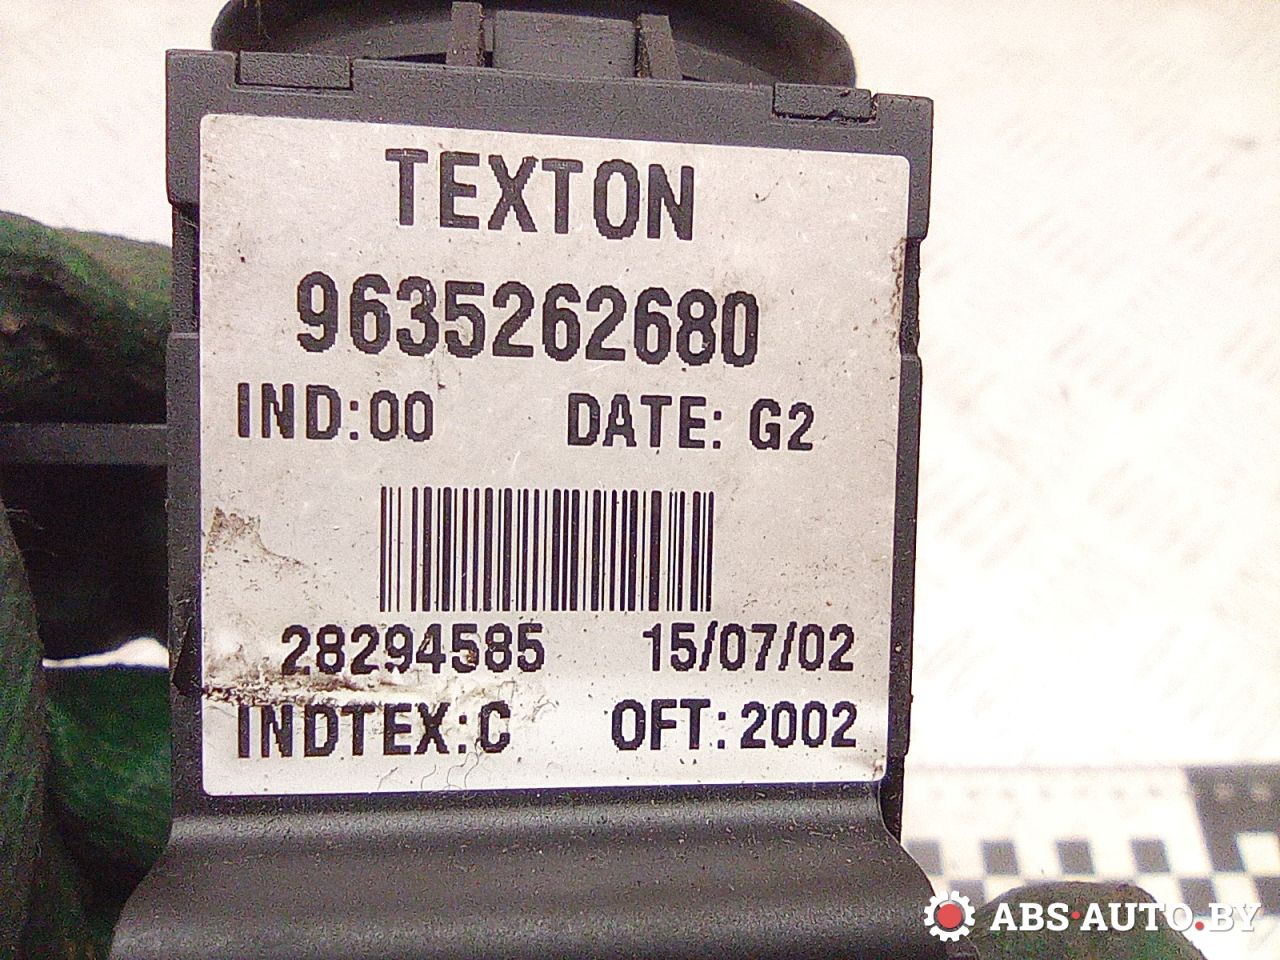 TEXTON
9635262680
IND:00 DATE: G2
28294585 15/07/02
INDTEX:C OFT:2002
ABS-AUTO.BY